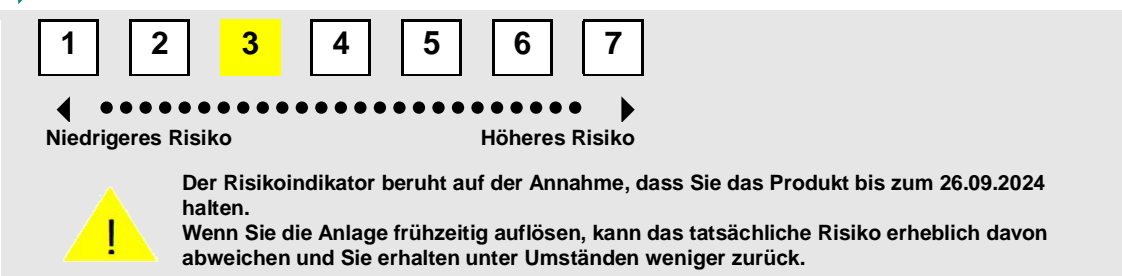 1 2 3 4 5 6 7
Niedrigeres Risiko Höheres Risiko
Der Risikoindikator beruht auf der Annahme, dass Sie das Produkt bis zum 26.09.2024
halten.
! Wenn Sie die Anlage frühzeitig auflösen, kann das tatsächliche Risiko erheblich davon
abweichen und Sie erhalten unter Umständen weniger zurück.